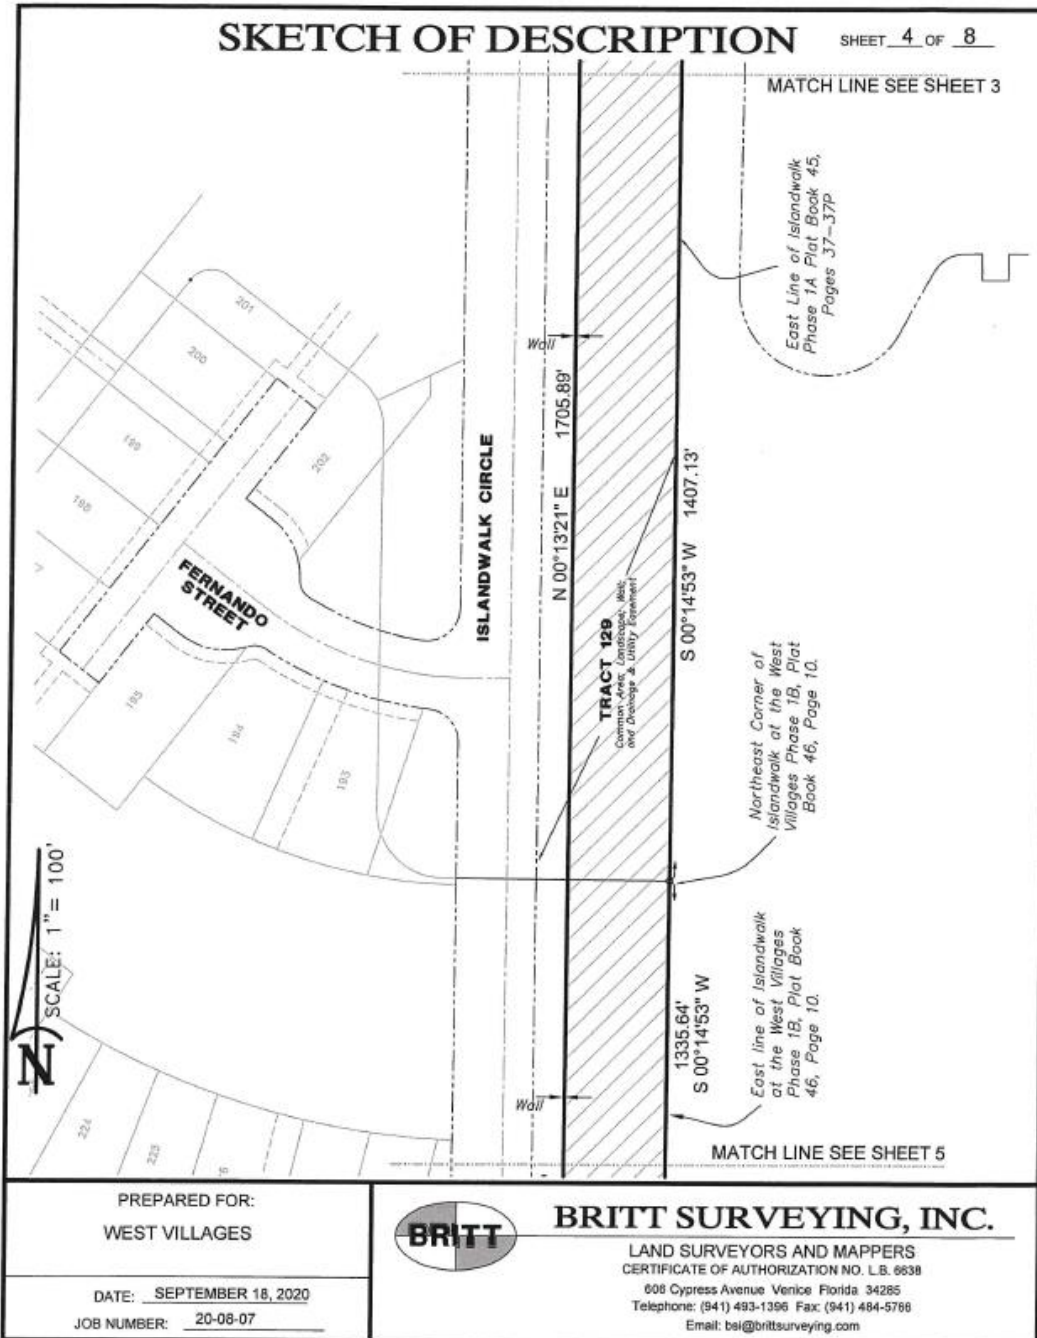 SKETCH OF DESCRIPTION
SHEET 4 OF 8
MATCH LINE SEE SHEET 3
East Line of Islandwalk
Phase 1A Plat Book 45,
Pages 37-37P
201
200
199
198
202
Wall
N 00°13'21" E 1705.89'
ISLANDWALK CIRCLE
S 00°14'53" W 1407.13'
FERNANDO
STREET
TRACT 129
Common Area; Landscape; Wall;
and Drainage & Utility Easement
195
194
193
Northeast Corner of
Islandwalk at the West
Villages Phase 1B, Plat
Book 46, Page 10.
SCALE: 1"= 100'
N
1335.64'
S 00°14'53" W
East line of Islandwalk
at the West Villages
Phase 1B, Plat Book
46, Page 10.
Wall
224
225
MATCH LINE SEE SHEET 5
PREPARED FOR:
WEST VILLAGES
DATE: SEPTEMBER 18, 2020
JOB NUMBER: 20-08-07
BRITT
BRITT SURVEYING, INC.
LAND SURVEYORS AND MAPPERS
CERTIFICATE OF AUTHORIZATION NO. L.B. 6638
606 Cypress Avenue Venice Florida 34285
Telephone: (941) 493-1396 Fax: (941) 484-5766
Email: bsi@brittsurveying.com